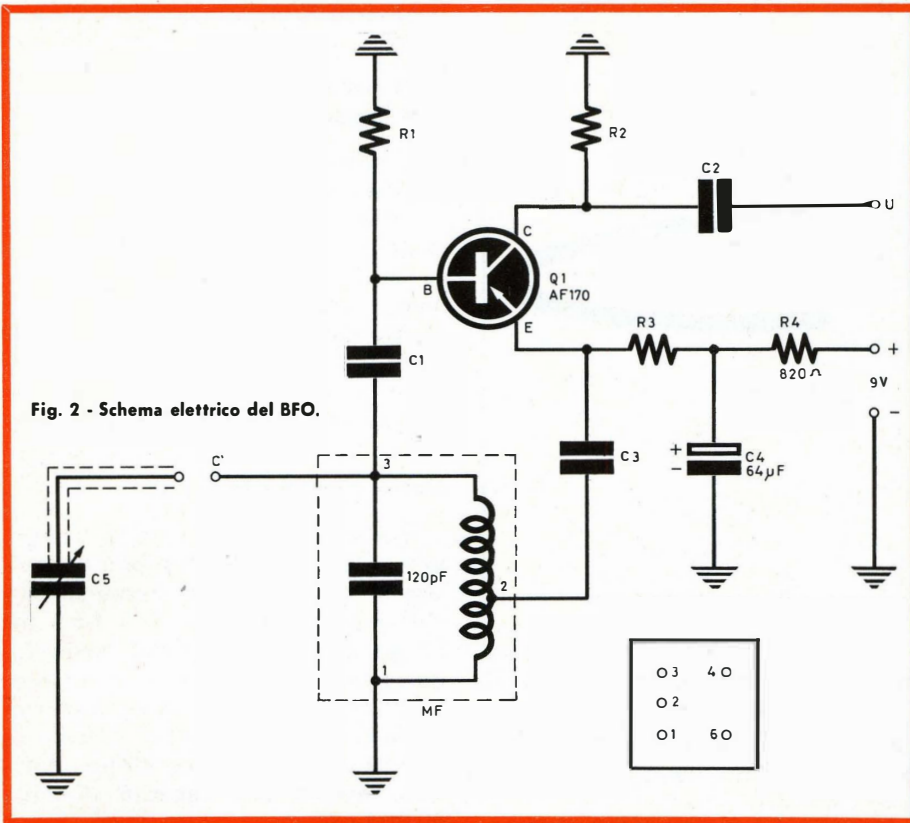 R1
R2
C2
U
C
B
Q1
AF170
E
R3
R4
+
820Ω
9V
-
C1
Fig. 2 - Schema elettrico del BFO.
C3
+
-
C4
64μF
C'
3
C5
120pF
2
1
MF
3 4
2
1 6